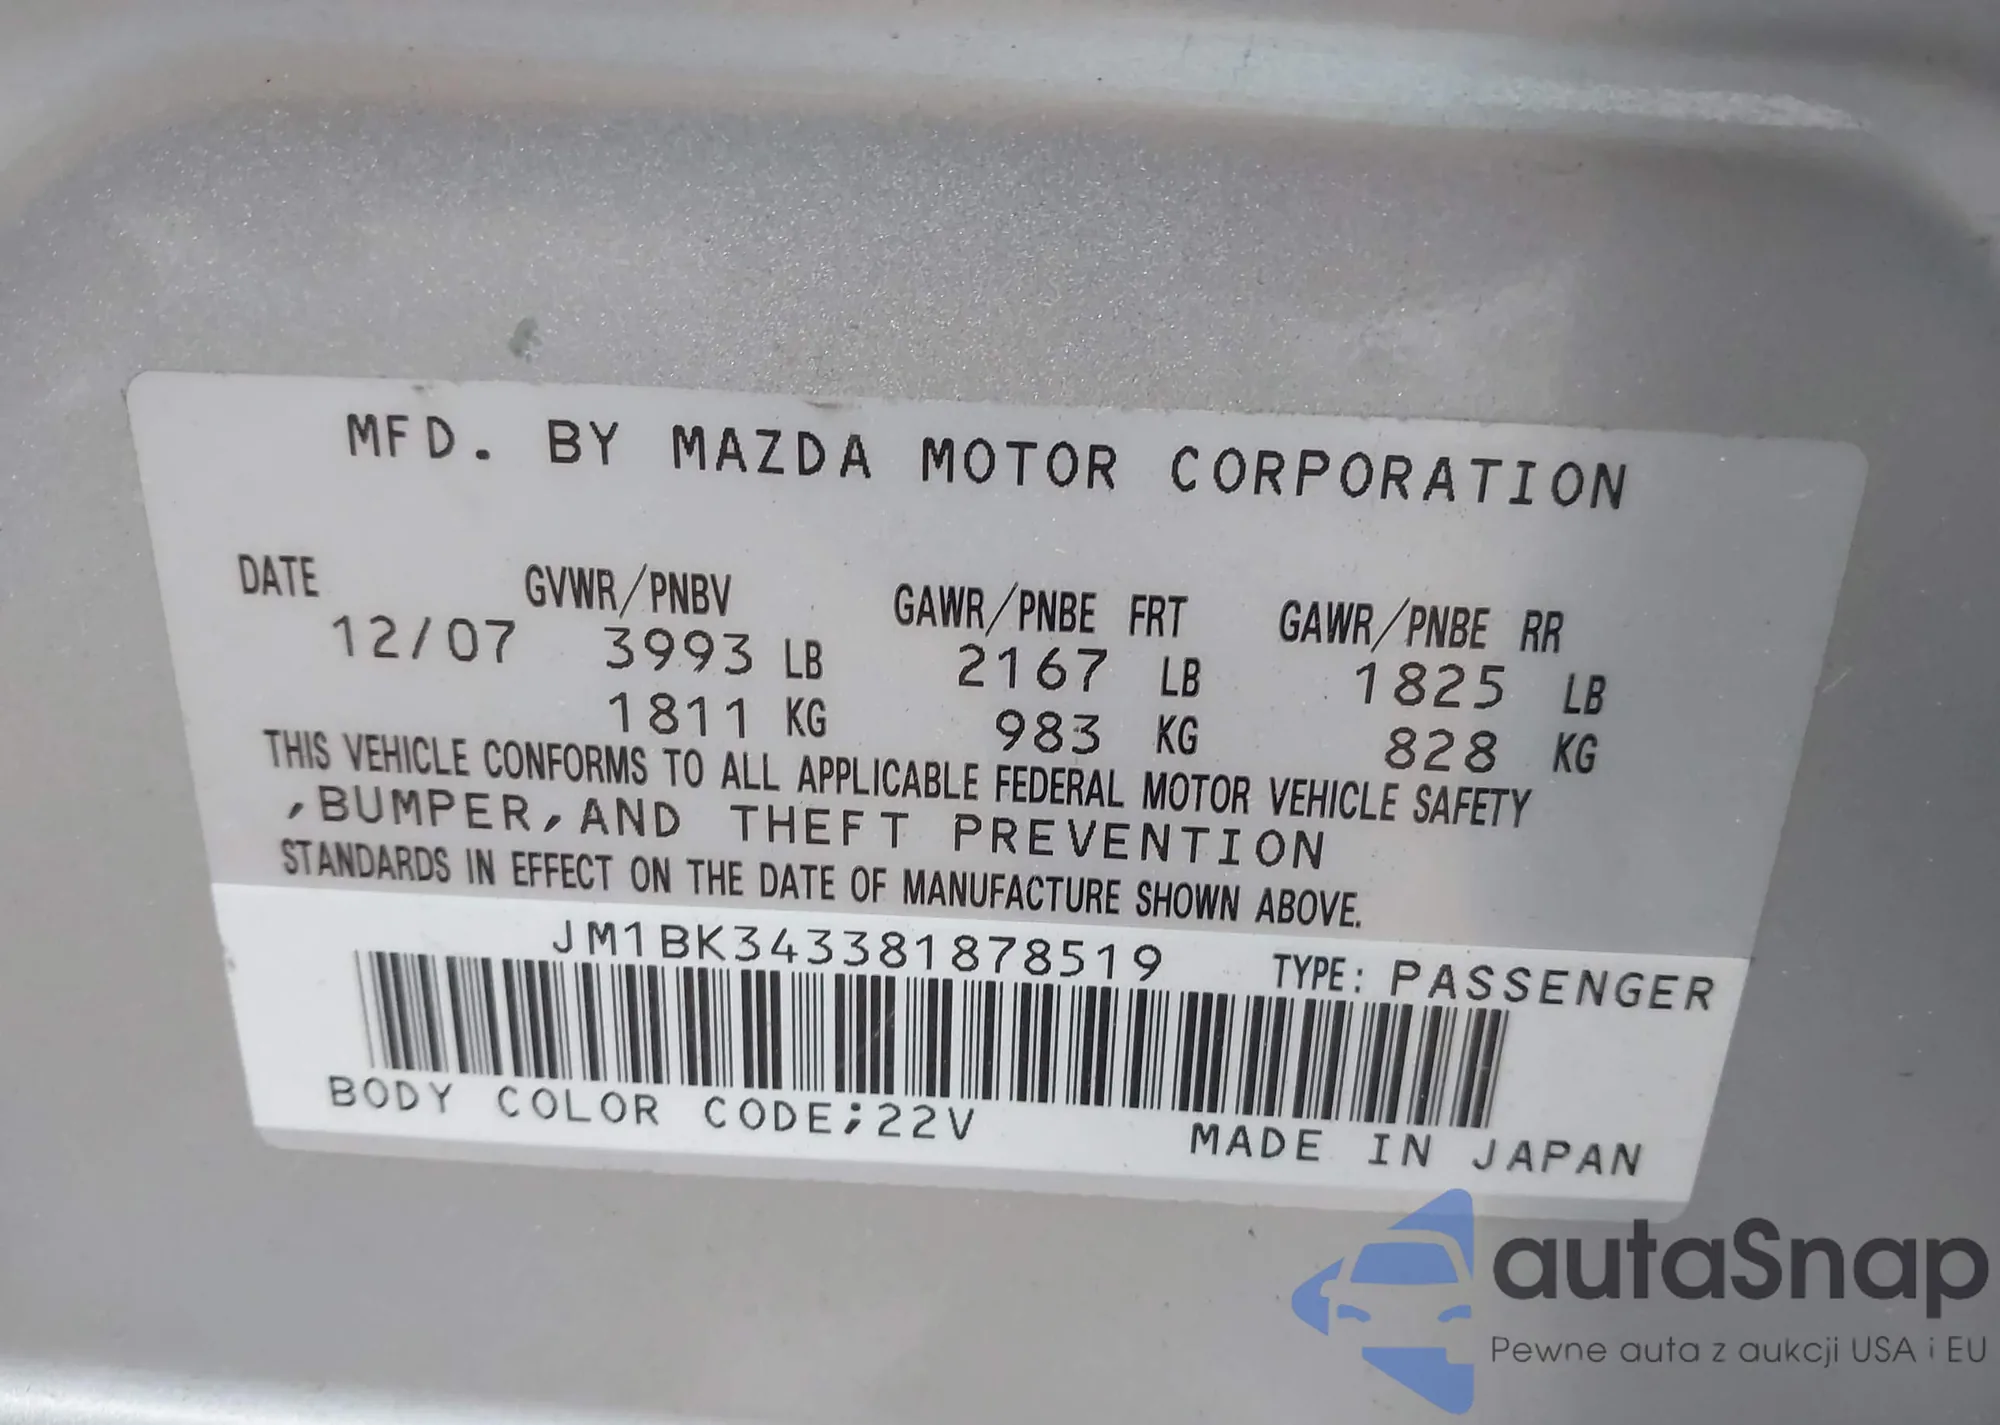 MFD. BY MAZDA MOTOR CORPORATION
DATE GVWR/PNBV GAWR/PNBE FRT GAWR/PNBE RR
12/07 3993 LB 2167 LB 1825 LB
1811 KG 983 KG 828 KG
THIS VEHICLE CONFORMS TO ALL APPLICABLE FEDERAL MOTOR VEHICLE SAFETY
,BUMPER,AND THEFT PREVENTION
STANDARDS IN EFFECT ON THE DATE OF MANUFACTURE SHOWN ABOVE.
JM1BK343381878519 TYPE: PASSENGER
BODY COLOR CODE;22V MADE IN JAPAN
autaSnap
Pewne auta z aukcji USA i EU